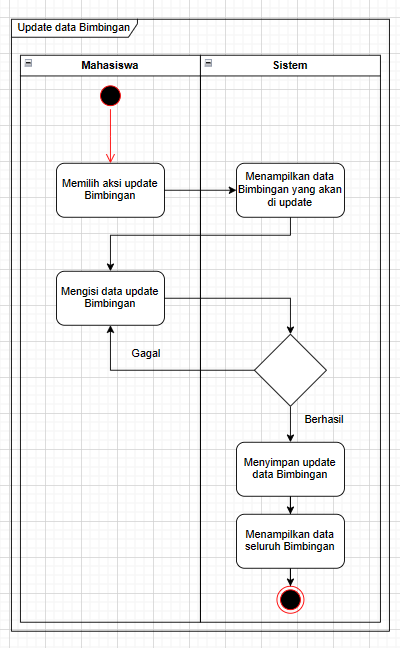 Update data Bimbingan
Mahasiswa
Sistem
Memilih aksi update
Bimbingan
Menampilkan data
Bimbingan yang akan
di update
Mengisi data update
Bimbingan
Gagal
Berhasil
Menyimpan update
data Bimbingan
Menampilkan data
seluruh Bimbingan